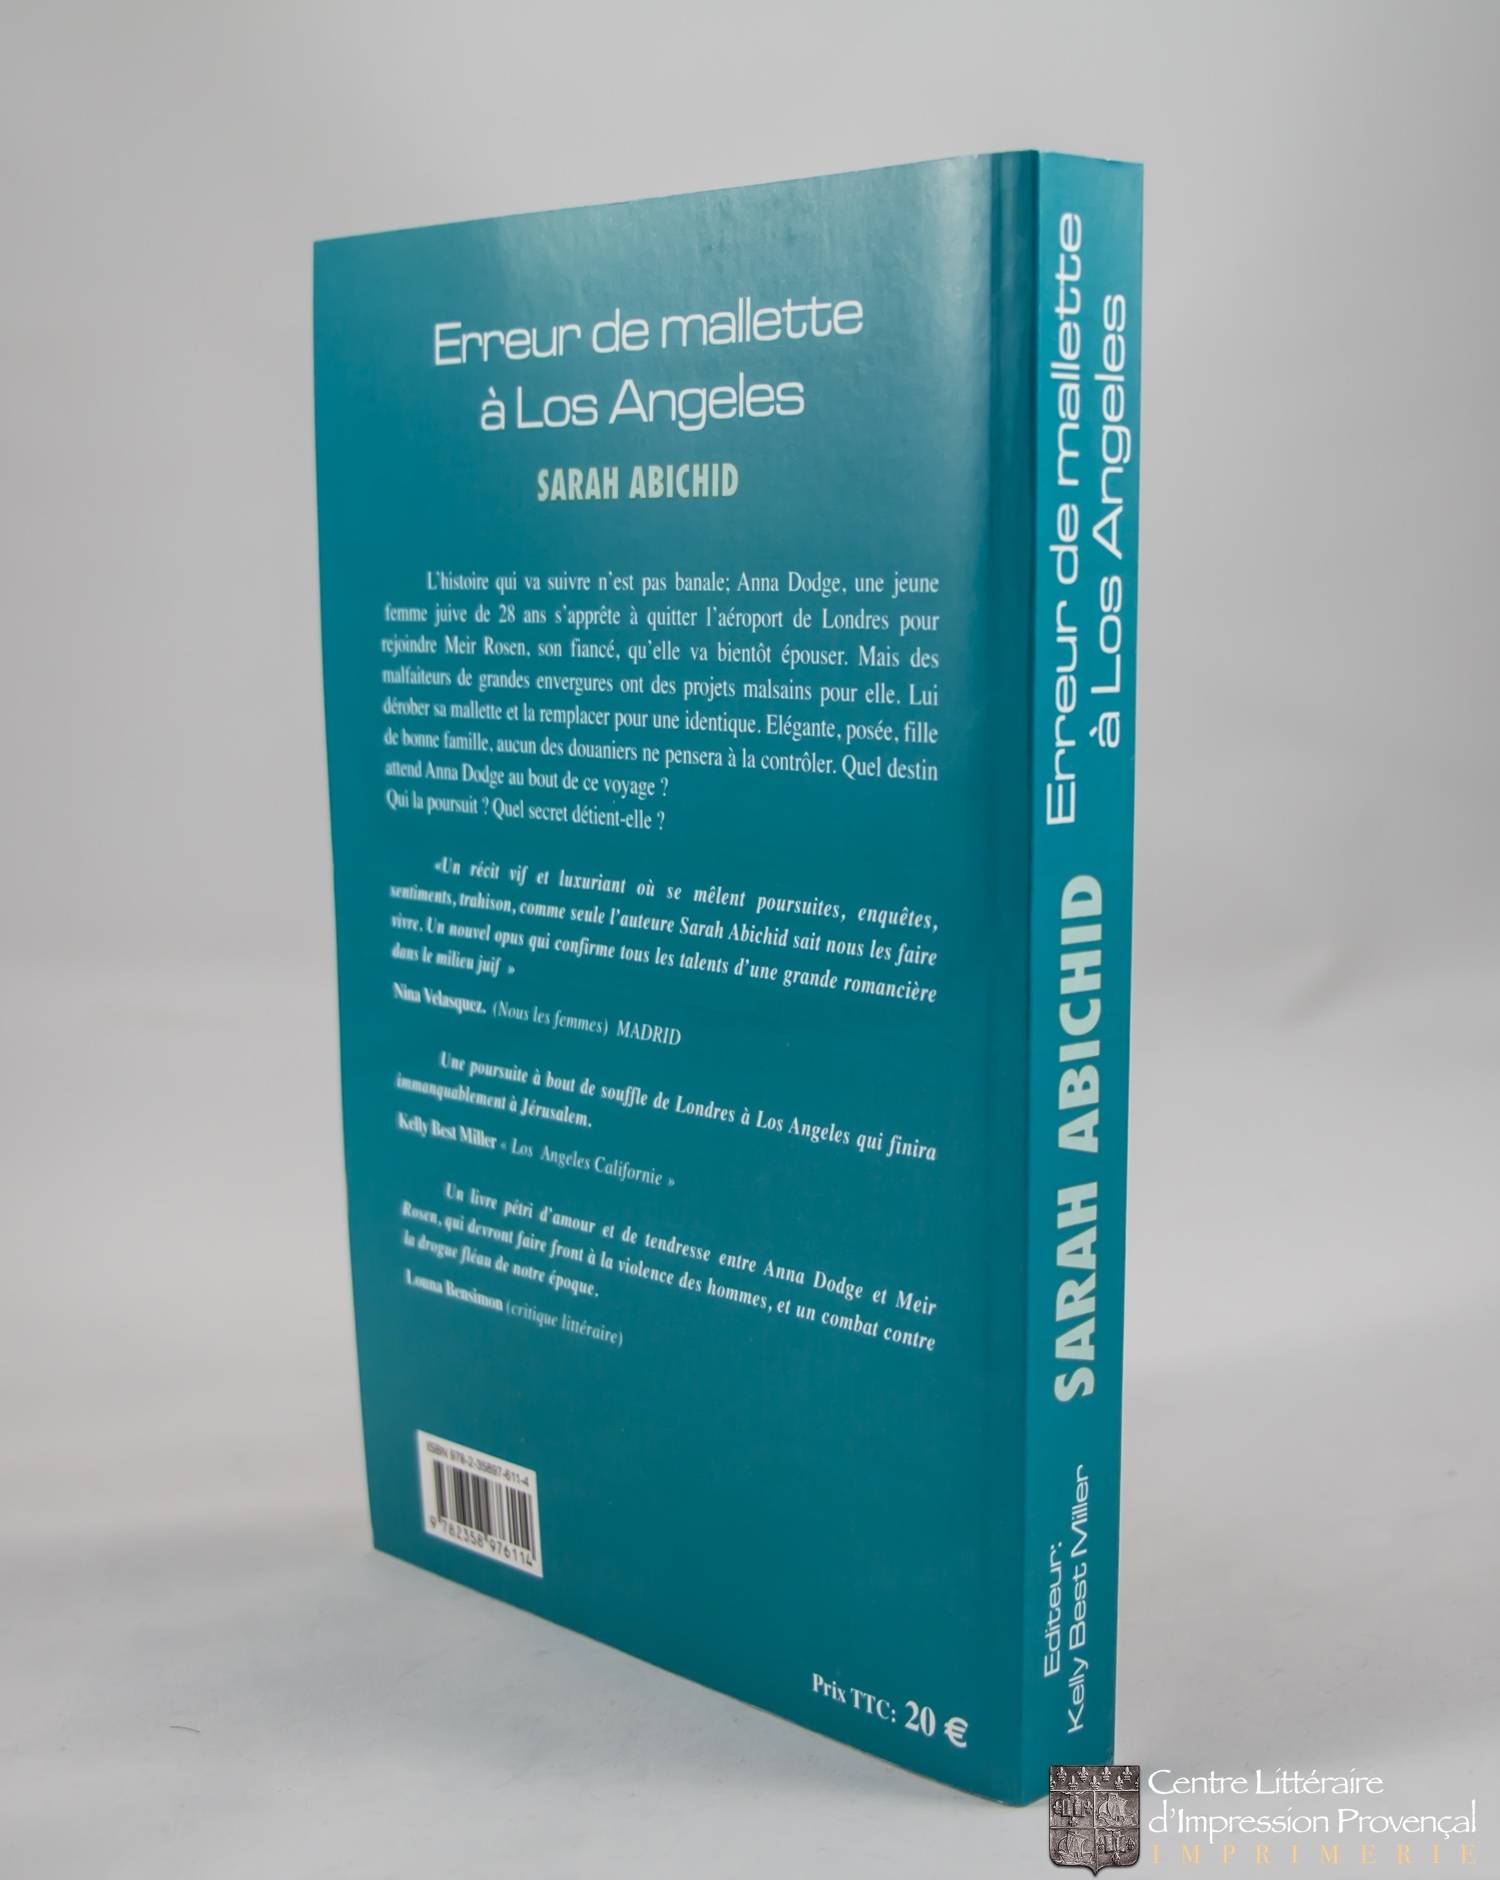 Erreur de mallette
à Los Angeles
SARAH ABICHID
L'histoire qui va suivre n'est pas banale; Anna Dodge, une jeune
femme juive de 28 ans s'apprête à quitter l'aéroport de Londres pour
rejoindre Meir Rosen, son fiancé, qu'elle va bientôt épouser. Mais des
malfaiteurs de grandes envergures ont des projets malsains pour elle. Lui
dérober sa mallette et la remplacer pour une identique. Elégante, posée, fille
de bonne famille, aucun des douaniers ne pensera à la contrôler. Quel destin
attend Anna Dodge au bout de ce voyage ?
Qui la poursuit ? Quel secret détient-elle ?
«Un récit vif et luxuriant où se mêlent poursuites, enquêtes,
sentiments, trahison, comme seule l'auteure Sarah Abichid sait nous les faire
vivre. Un nouvel opus qui confirme tous les talents d'une grande romancière
dans le milieu juif »
Nina Velasquez. (Nous les femmes) MADRID
Une poursuite à bout de souffle de Londres à Los Angeles qui finira
immanquablement à Jérusalem.
Kelly Best Miller « Los Angeles Californie »
Un livre pétri d'amour et de tendresse entre Anna Dodge et Meir
Rosen, qui devront faire front à la violence des hommes, et un combat contre
la drogue fléau de notre époque.
Louna Bensimon (critique littéraire)
ISBN 978-2-35897-611-4
9 782358 976114
Prix TTC: 20 €
SARAH ABICHID
Erreur de mallette
à Los Angeles
Editeur:
Kelly Best Miller
Centre Littéraire
d'Impression Provençal
IMPRIMERIE